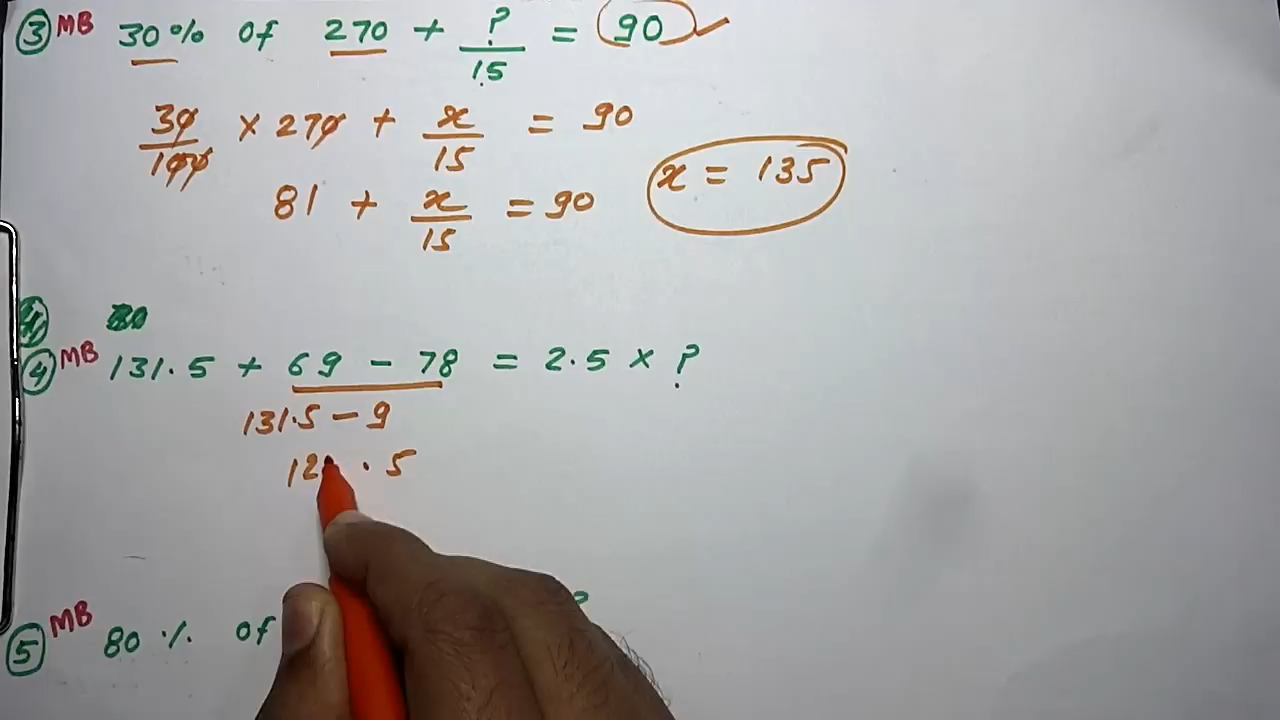 ③ MB 30% of 270 + ?/15 = 90
30/100 × 270 + x/15 = 90
81 + x/15 = 90
x = 135
④ MB 131.5 + 69 - 78 = 2.5 × ?
131.5 - 9
12 . 5
⑤ MB 80 % of ?